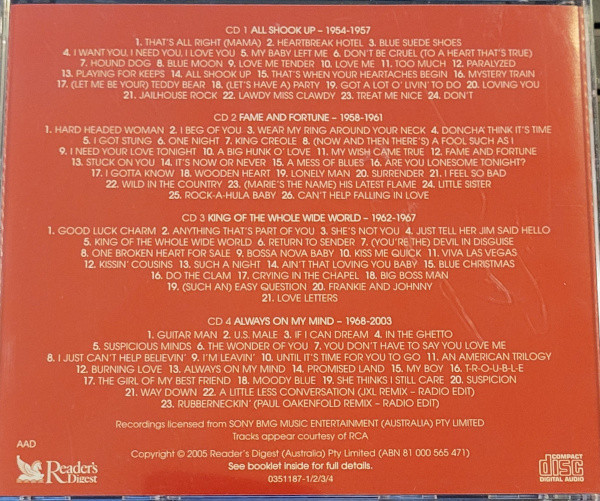 CD 1 ALL SHOOK UP – 1954-1957
1. THAT'S ALL RIGHT (MAMA) 2. HEARTBREAK HOTEL 3. BLUE SUEDE SHOES
4. I WANT YOU, I NEED YOU, I LOVE YOU 5. MY BABY LEFT ME 6. DON'T BE CRUEL (TO A HEART THAT'S TRUE)
7. HOUND DOG 8. BLUE MOON 9. LOVE ME TENDER 10. LOVE ME 11. TOO MUCH 12. PARALYZED
13. PLAYING FOR KEEPS 14. ALL SHOOK UP 15. THAT'S WHEN YOUR HEARTACHES BEGIN 16. MYSTERY TRAIN
17. (LET ME BE YOUR) TEDDY BEAR 18. (LET'S HAVE A) PARTY 19. GOT A LOT O' LIVIN' TO DO 20. LOVING YOU
21. JAILHOUSE ROCK 22. LAWDY MISS CLAWDY 23. TREAT ME NICE 24. DON'T
CD 2 FAME AND FORTUNE – 1958-1961
1. HARD HEADED WOMAN 2. I BEG OF YOU 3. WEAR MY RING AROUND YOUR NECK 4. DONCHA' THINK IT'S TIME
5. I GOT STUNG 6. ONE NIGHT 7. KING CREOLE 8. (NOW AND THEN THERE'S) A FOOL SUCH AS I
9. I NEED YOUR LOVE TONIGHT 10. A BIG HUNK O' LOVE 11. MY WISH CAME TRUE 12. FAME AND FORTUNE
13. STUCK ON YOU 14. IT'S NOW OR NEVER 15. A MESS OF BLUES 16. ARE YOU LONESOME TONIGHT?
17. I GOTTA KNOW 18. WOODEN HEART 19. LONELY MAN 20. SURRENDER 21. I FEEL SO BAD
22. WILD IN THE COUNTRY 23. (MARIE'S THE NAME) HIS LATEST FLAME 24. LITTLE SISTER
25. ROCK-A-HULA BABY 26. CAN'T HELP FALLING IN LOVE
CD 3 KING OF THE WHOLE WIDE WORLD – 1962-1967
1. GOOD LUCK CHARM 2. ANYTHING THAT'S PART OF YOU 3. SHE'S NOT YOU 4. JUST TELL HER JIM SAID HELLO
5. KING OF THE WHOLE WIDE WORLD 6. RETURN TO SENDER 7. (YOU'RE THE) DEVIL IN DISGUISE
8. ONE BROKEN HEART FOR SALE 9. BOSSA NOVA BABY 10. KISS ME QUICK 11. VIVA LAS VEGAS
12. KISSIN' COUSINS 13. SUCH A NIGHT 14. AIN'T THAT LOVING YOU BABY 15. BLUE CHRISTMAS
16. DO THE CLAM 17. CRYING IN THE CHAPEL 18. BIG BOSS MAN
19. (SUCH AN) EASY QUESTION 20. FRANKIE AND JOHNNY
21. LOVE LETTERS
CD 4 ALWAYS ON MY MIND – 1968-2003
1. GUITAR MAN 2. U.S. MALE 3. IF I CAN DREAM 4. IN THE GHETTO
5. SUSPICIOUS MINDS 6. THE WONDER OF YOU 7. YOU DON'T HAVE TO SAY YOU LOVE ME
8. I JUST CAN'T HELP BELIEVIN' 9. I'M LEAVIN' 10. UNTIL IT'S TIME FOR YOU TO GO 11. AN AMERICAN TRILOGY
12. BURNING LOVE 13. ALWAYS ON MY MIND 14. PROMISED LAND 15. MY BOY 16. T-R-O-U-B-L-E
17. THE GIRL OF MY BEST FRIEND 18. MOODY BLUE 19. SHE THINKS I STILL CARE 20. SUSPICION
21. WAY DOWN 22. A LITTLE LESS CONVERSATION (JXL REMIX – RADIO EDIT)
23. RUBBERNECKIN' (PAUL OAKENFOLD REMIX – RADIO EDIT)
Recordings licensed from SONY BMG MUSIC ENTERTAINMENT (AUSTRALIA) PTY LIMITED
Tracks appear courtesy of RCA
AAD
Copyright © 2005 Reader's Digest (Australia) Pty Limited (ABN 81 000 565 471)
See booklet inside for full details.
0351187-1/2/3/4
Reader's
Digest
COMPACT
disc
DIGITAL AUDIO